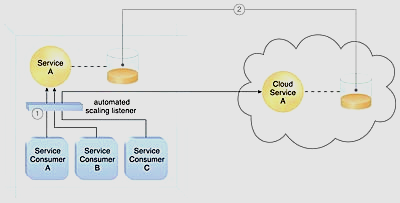 2
Service
A
Cloud
Service
A
automated
scaling listener
1
Service
Consumer
A
Service
Consumer
B
Service
Consumer
C